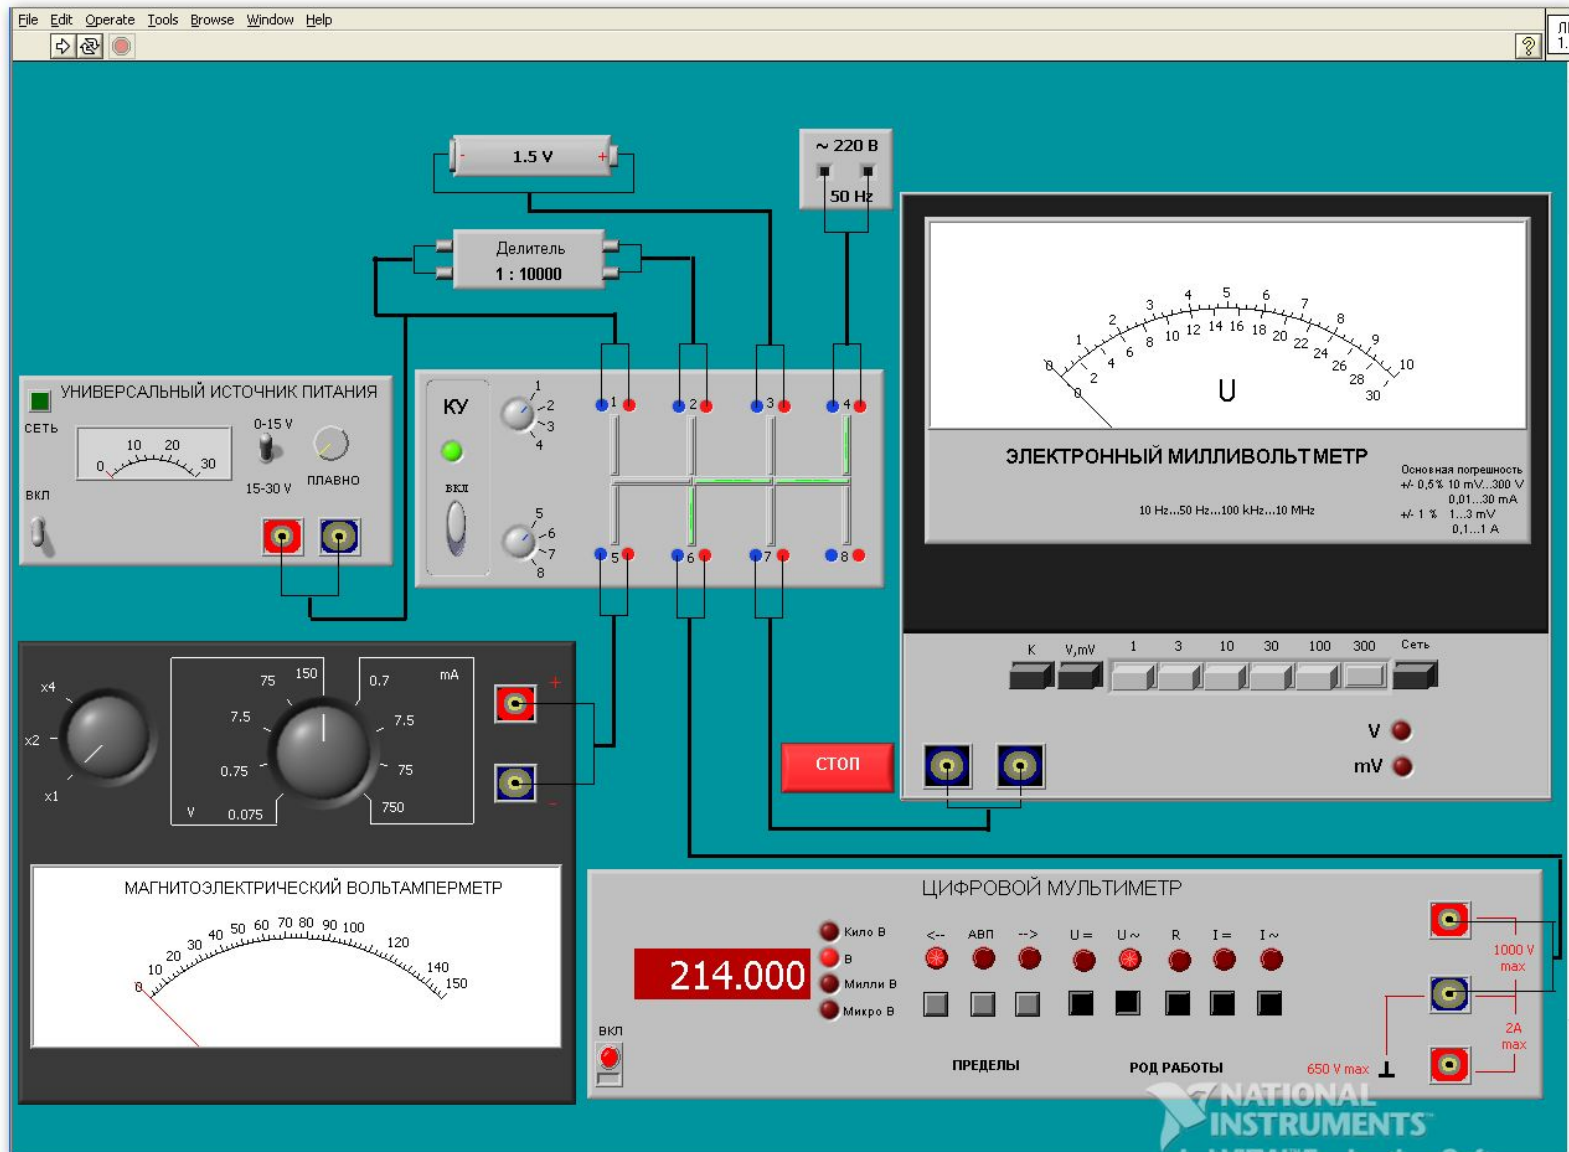 File Edit Operate Tools Browse Window Help
?
1.5 V
- +
~ 220 В
50 Hz
Делитель
1 : 10000
УНИВЕРСАЛЬНЫЙ ИСТОЧНИК ПИТАНИЯ
СЕТЬ
0 10 20 30
0-15 V
15-30 V
ПЛАВНО
ВКЛ
КУ
вкл
1 2 3 4
5 6 7 8
1 2 3 4
5 6 7 8
0 1 2 3 4 5 6 7 8 9 10
0 2 4 6 8 10 12 14 16 18 20 22 24 26 28 30
U
ЭЛЕКТРОННЫЙ МИЛЛИВОЛЬТМЕТР
Основная погрешность
+/- 0,5% 10 mV...300 V
0,01...30 mA
+/- 1 % 1...3 mV
0,1...1 A
10 Hz...50 Hz...100 kHz...10 MHz
K V,mV 1 3 10 30 100 300 Сеть
V
mV
СТОП
x4
x2
x1
75 150 0.7 mA
7.5 7.5
0.75 75
V 0.075 750
+
-
МАГНИТОЭЛЕКТРИЧЕСКИЙ ВОЛЬТАМПЕРМЕТР
0 10 20 30 40 50 60 70 80 90 100 120 140 150
ЦИФРОВОЙ МУЛЬТИМЕТР
214.000
Кило В
В
Милли В
Микро В
<-- АВП --> U = U ~ R I = I ~
ВКЛ
ПРЕДЕЛЫ
РОД РАБОТЫ
1000 V
max
2A
max
650 V max
NATIONAL
INSTRUMENTS